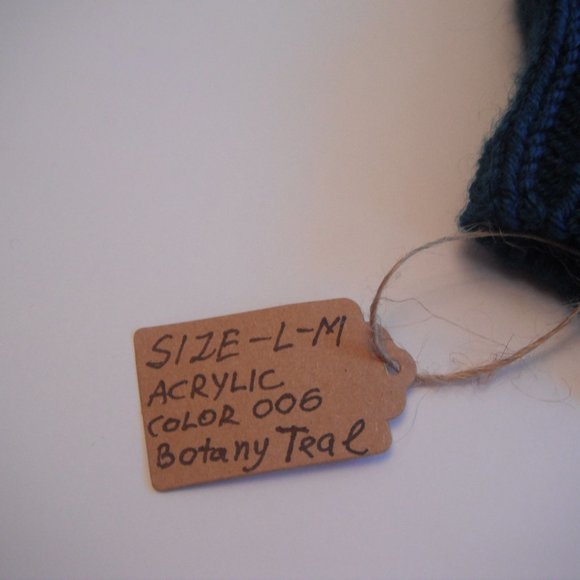 SIZE-L-M
ACRYLIC
COLOR 006
Botany Teal